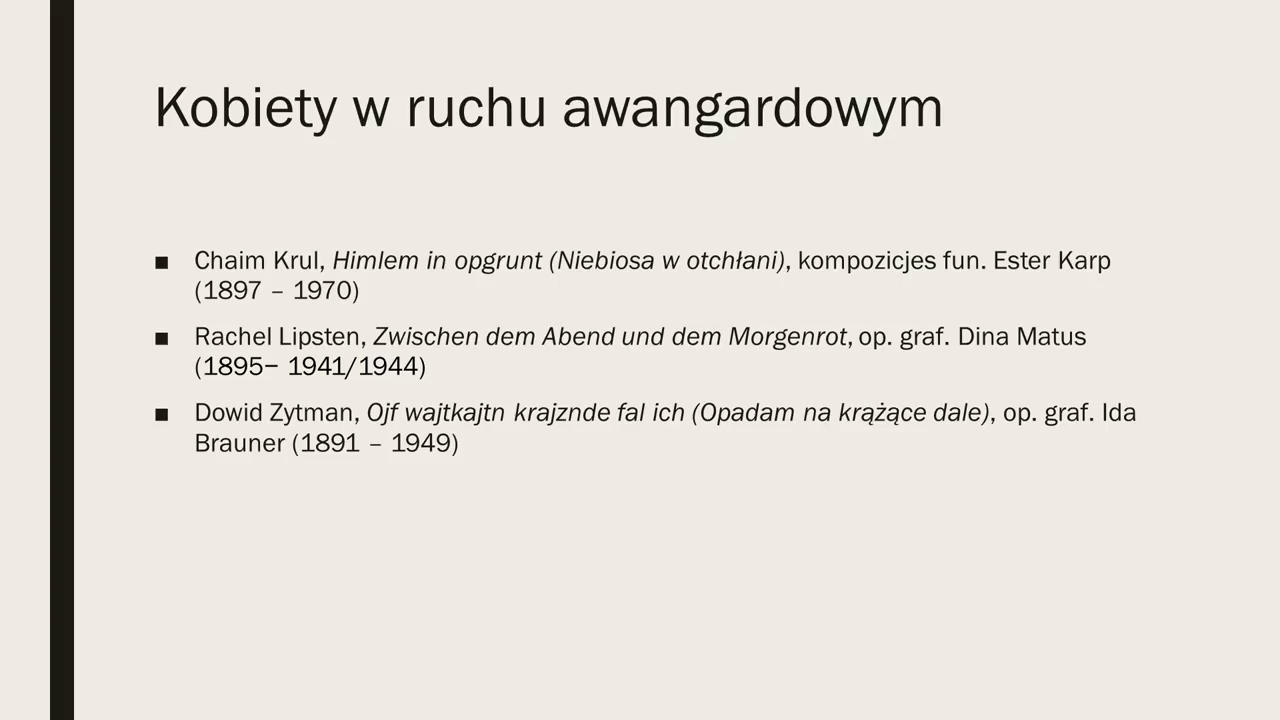 Kobiety w ruchu awangardowym
■ Chaim Krul, Himlem in opgrunt (Niebiosa w otchłani), kompozicjes fun. Ester Karp
(1897 – 1970)
■ Rachel Lipsten, Zwischen dem Abend und dem Morgenrot, op. graf. Dina Matus
(1895− 1941/1944)
■ Dowid Zytman, Ojf wajtkajtn krajznde fal ich (Opadam na krążące dale), op. graf. Ida
Brauner (1891 – 1949)